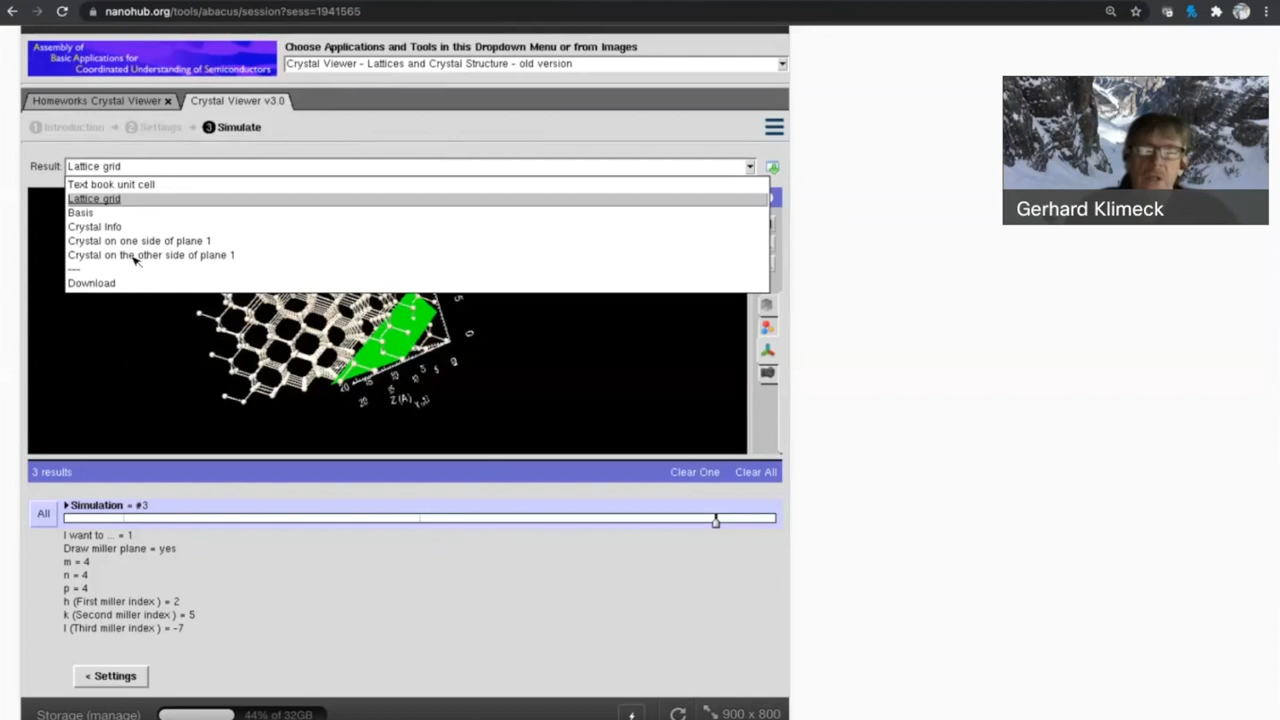 nanohub.org/tools/abacus/session?sess=1941565
Assembly of
Basic Applications for
Coordinated Understanding of Semiconductors
Choose Applications and Tools in this Dropdown Menu or from Images
Crystal Viewer - Lattices and Crystal Structure - old version
Homeworks Crystal Viewer ×
Crystal Viewer v3.0
1 Introduction → 2 Settings → 3 Simulate
Result: Lattice grid
Text book unit cell
Lattice grid
Basis
Crystal Info
Crystal on one side of plane 1
Crystal on the other side of plane 1
---
Download
Z(A)
3 results
Clear One
Clear All
All
Simulation = #3
I want to ... = 1
Draw miller plane = yes
m = 4
n = 4
p = 4
h (First miller index ) = 2
k (Second miller index ) = 5
l (Third miller index ) = -7
< Settings
Storage (manage)
44% of 32GB
900 x 800
Gerhard Klimeck